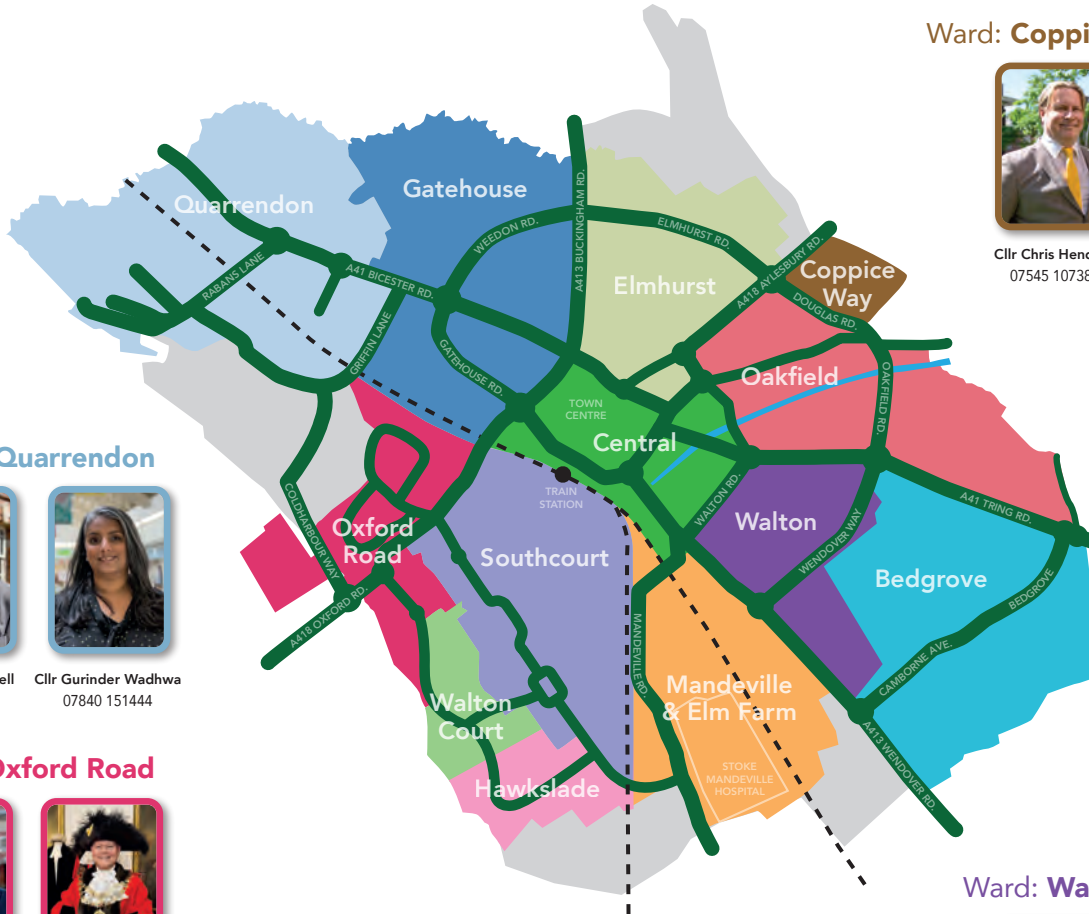 Ward: Coppi
Cllr Chris Henc
07545 10738
Quarrendon
Gatehouse
Elmhurst
Coppice
Way
Oakfield
Central
TOWN
CENTRE
TRAIN
STATION
Oxford
Road
Southcourt
Walton
Bedgrove
Walton
Court
Hawkslade
Mandeville
& Elm Farm
STOKE
MANDEVILLE
HOSPITAL
RABANS LANE
A41 BICESTER RD.
GRIFFIN LANE
WEEDON RD.
GATEHOUSE RD.
A413 BUCKINGHAM RD.
ELMHURST RD.
A418 AYLESBURY RD.
DOUGLAS RD.
OAKFIELD RD.
WALTON RD.
WENDOVER WAY
A41 TRING RD.
BEDGROVE
CAMBORNE AVE.
A413 WENDOVER RD.
MANDEVILLE RD.
COLDHARBOUR WAY
A418 OXFORD RD.
Quarrendon
ell
Cllr Gurinder Wadhwa
07840 151444
Oxford Road
Ward: Wa